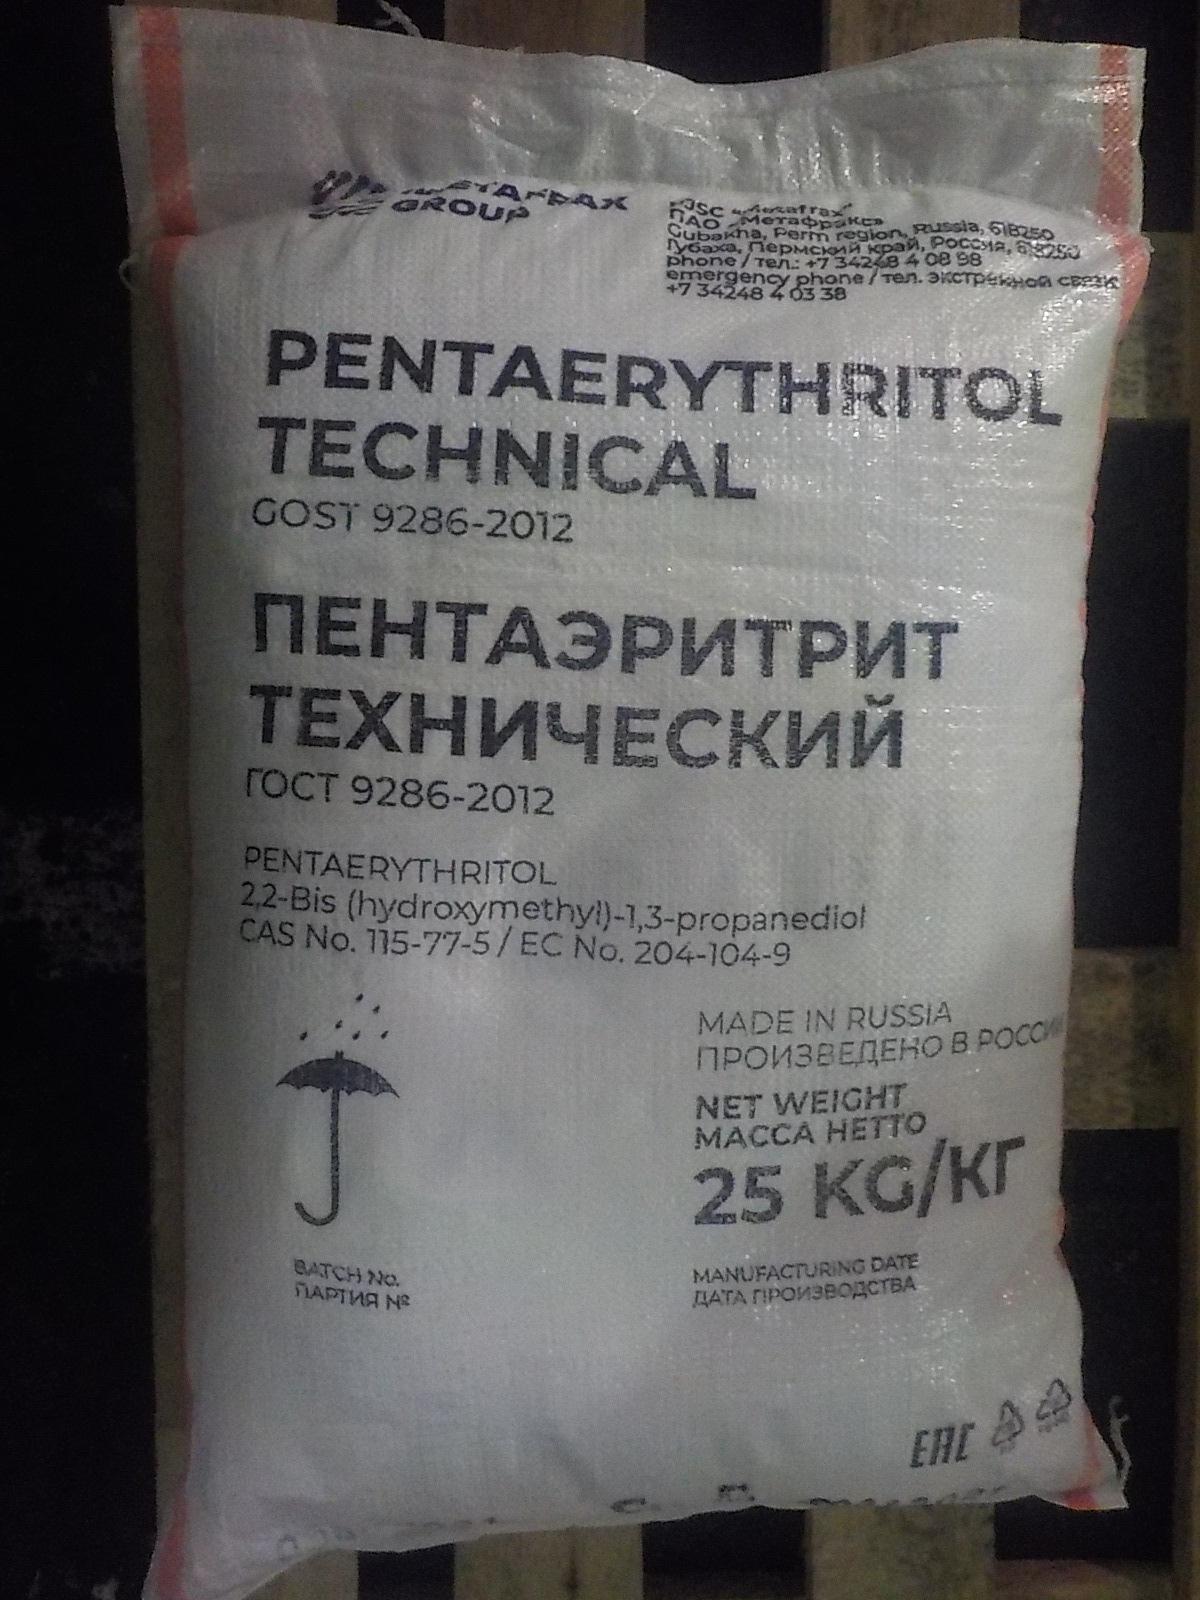 METAFRAX
GROUP
PJSC «Metafrax»
ПАО «Метафракс»
Gubakha, Perm region, Russia, 618250
Губаха, Пермский край, Россия, 618250
phone / тел.: +7 34248 4 08 98
emergency phone / тел. экстренной связи
+7 34248 4 03 38
PENTAERYTHRITOL
TECHNICAL
GOST 9286-2012
ПЕНТАЭРИТРИТ
ТЕХНИЧЕСКИЙ
ГОСТ 9286-2012
PENTAERYTHRITOL
2,2-Bis (hydroxymethyl)-1,3-propanediol
CAS No. 115-77-5 / EC No. 204-104-9
MADE IN RUSSIA
ПРОИЗВЕДЕНО В РОССИИ
NET WEIGHT
МАССА НЕТТО
25 KG/КГ
BATCH No.
ПАРТИЯ №
MANUFACTURING DATE
ДАТА ПРОИЗВОДСТВА
EAC